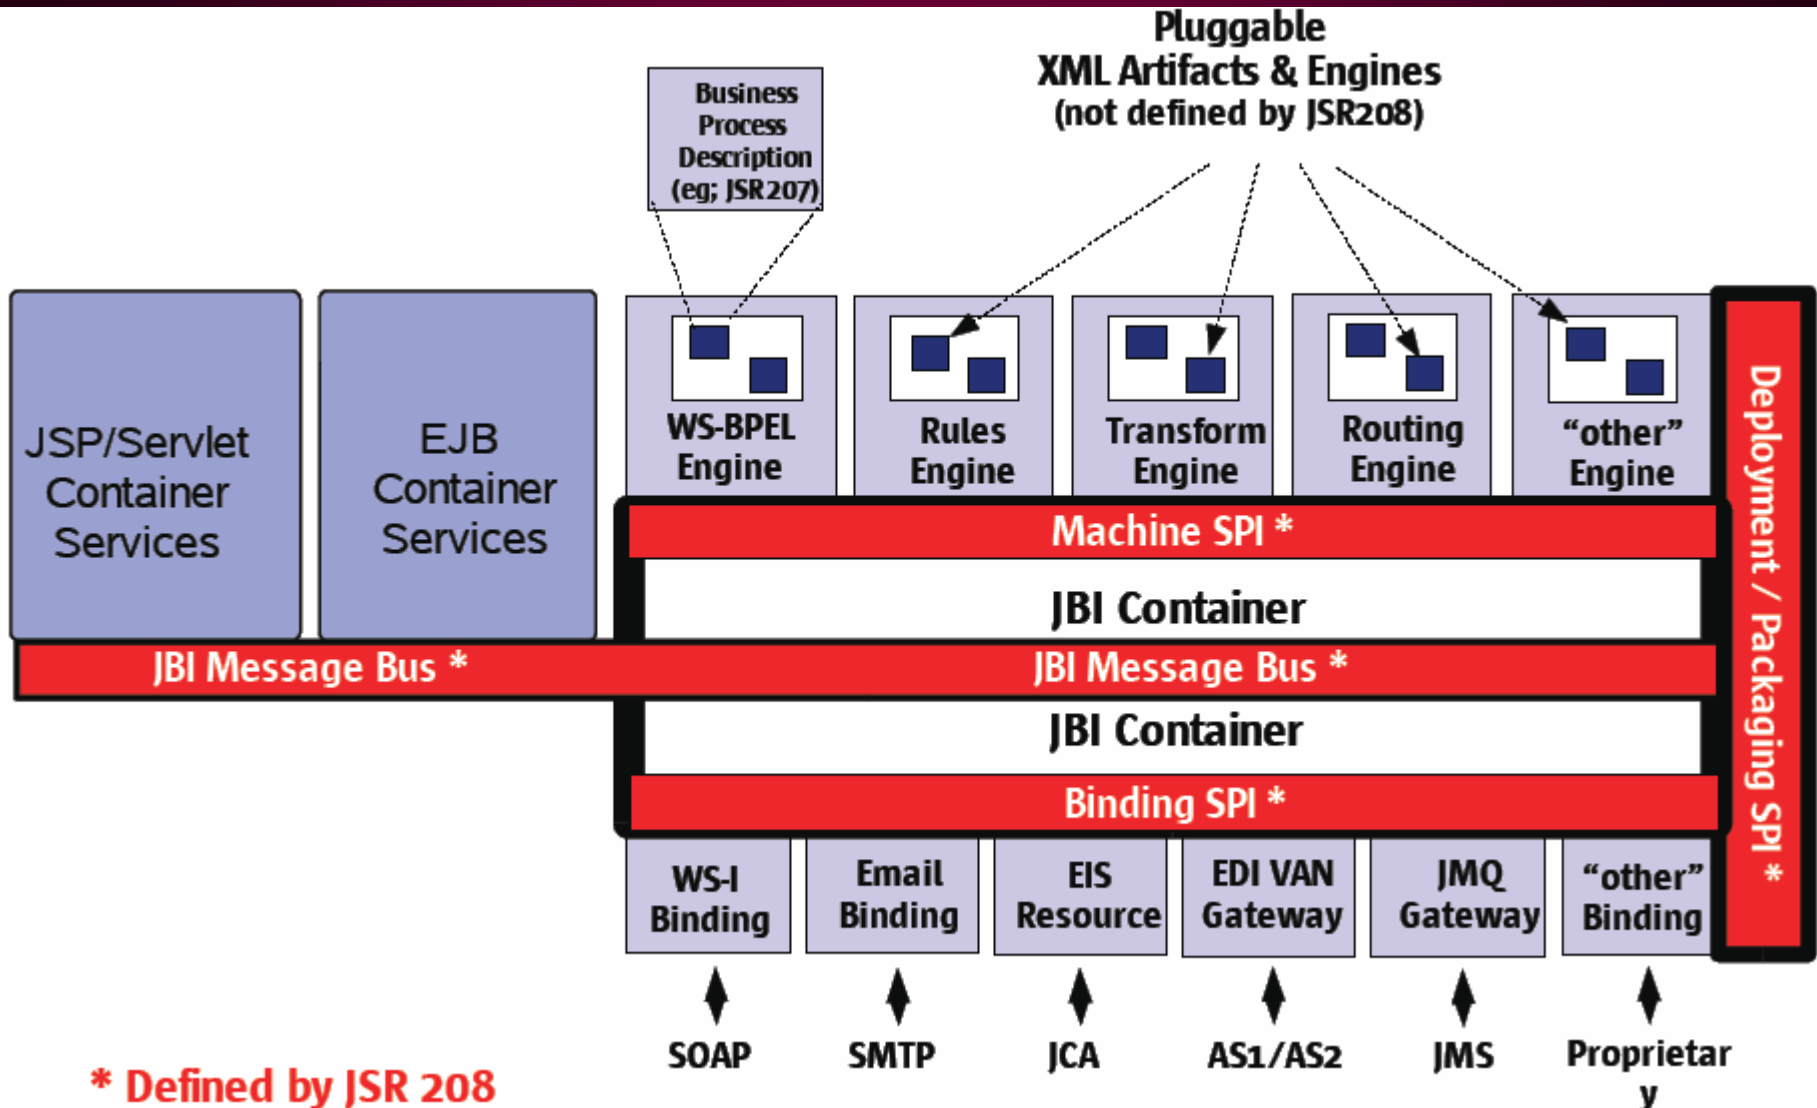 Pluggable
XML Artifacts & Engines
(not defined by JSR208)
Business
Process
Description
(eg; JSR207)
JSP/Servlet
Container
Services
EJB
Container
Services
WS-BPEL
Engine
Rules
Engine
Transform
Engine
Routing
Engine
“other”
Engine
Machine SPI *
JBI Container
JBI Message Bus *
JBI Message Bus *
JBI Container
Binding SPI *
Deployment / Packaging SPI *
WS-I
Binding
Email
Binding
EIS
Resource
EDI VAN
Gateway
JMQ
Gateway
“other”
Binding
SOAP
SMTP
JCA
AS1/AS2
JMS
Proprietar
y
* Defined by JSR 208